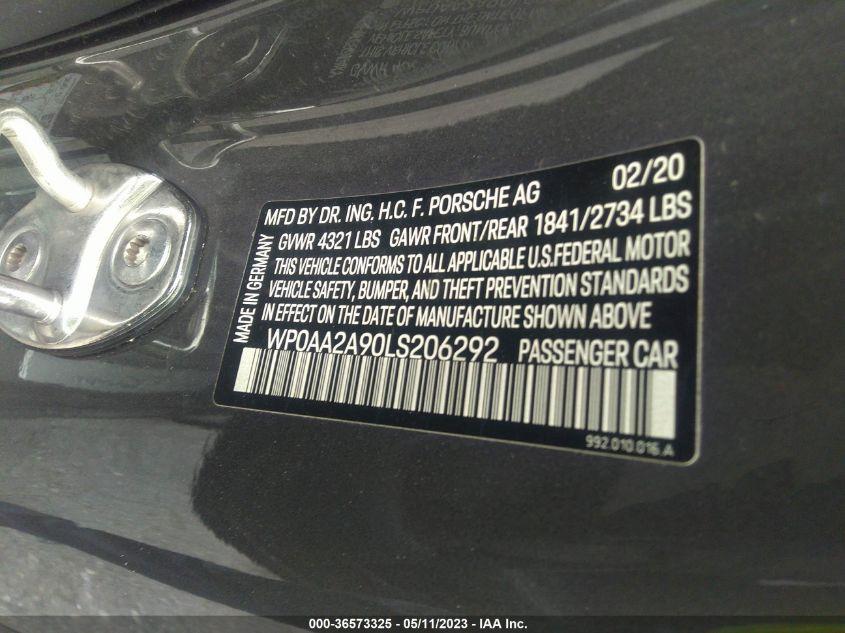 MFD BY DR. ING. H.C. F. PORSCHE AG 02/20
GVWR 4321 LBS GAWR FRONT/REAR 1841/2734 LBS
THIS VEHICLE CONFORMS TO ALL APPLICABLE U.S.FEDERAL MOTOR
VEHICLE SAFETY, BUMPER, AND THEFT PREVENTION STANDARDS
IN EFFECT ON THE DATE OF MANUFACTURE SHOWN ABOVE
MADE IN GERMANY
WP0AA2A90LS206292 PASSENGER CAR
992.010.016.A
000-36573325 / 05/11/2023 - IAA Inc.